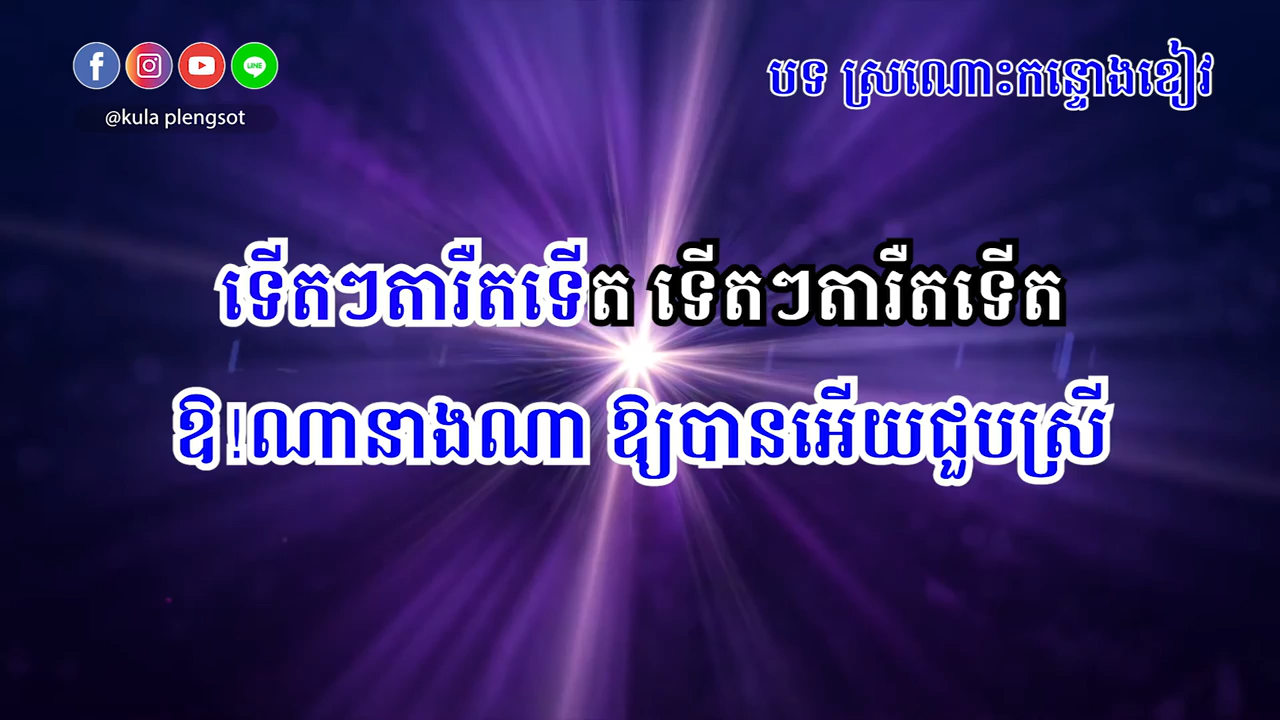 @kula plengsot
បទ ស្រណោះកន្ទោងខៀវ
ទើតៗតារឺតទើត ទើតៗតារឺតទើត
ឱ!ណានាងណា ឱ្យបានអើយជួបស្រី